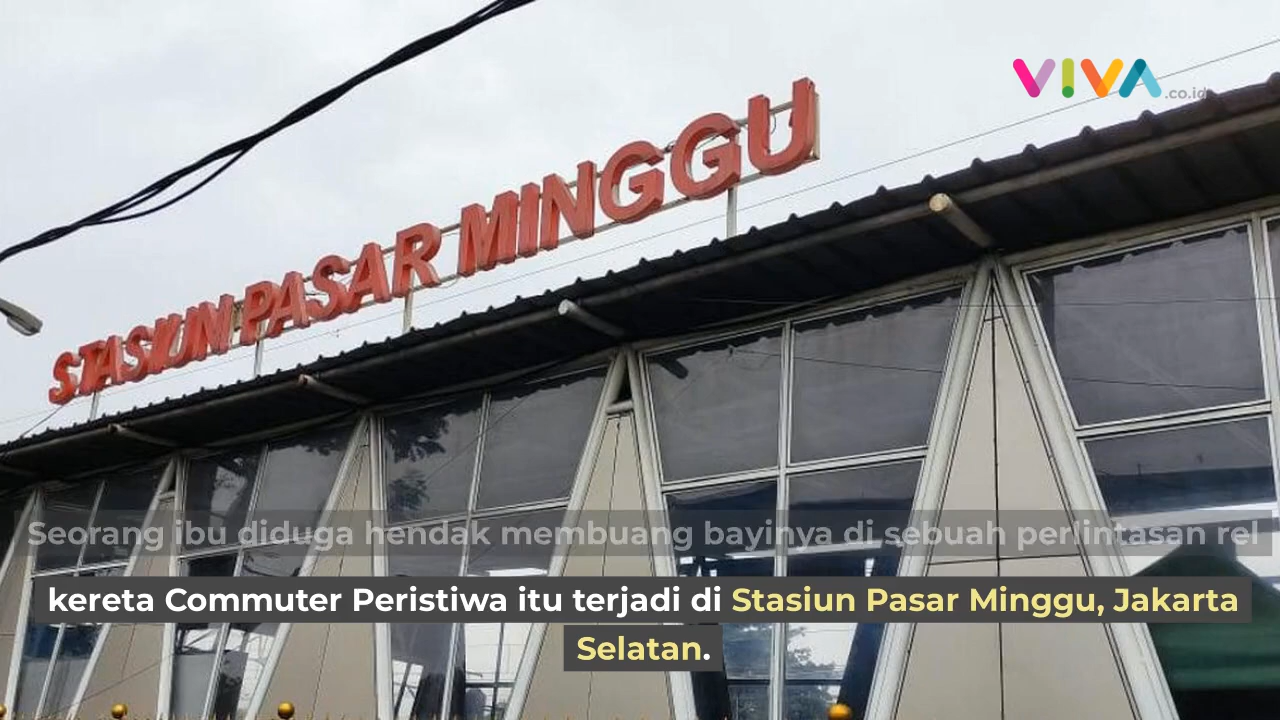 VIVA
.co.id
STASIUN PASAR MINGGU
Seorang ibu diduga hendak membuang bayinya di sebuah perlintasan rel
kereta Commuter Peristiwa itu terjadi di Stasiun Pasar Minggu, Jakarta
Selatan.